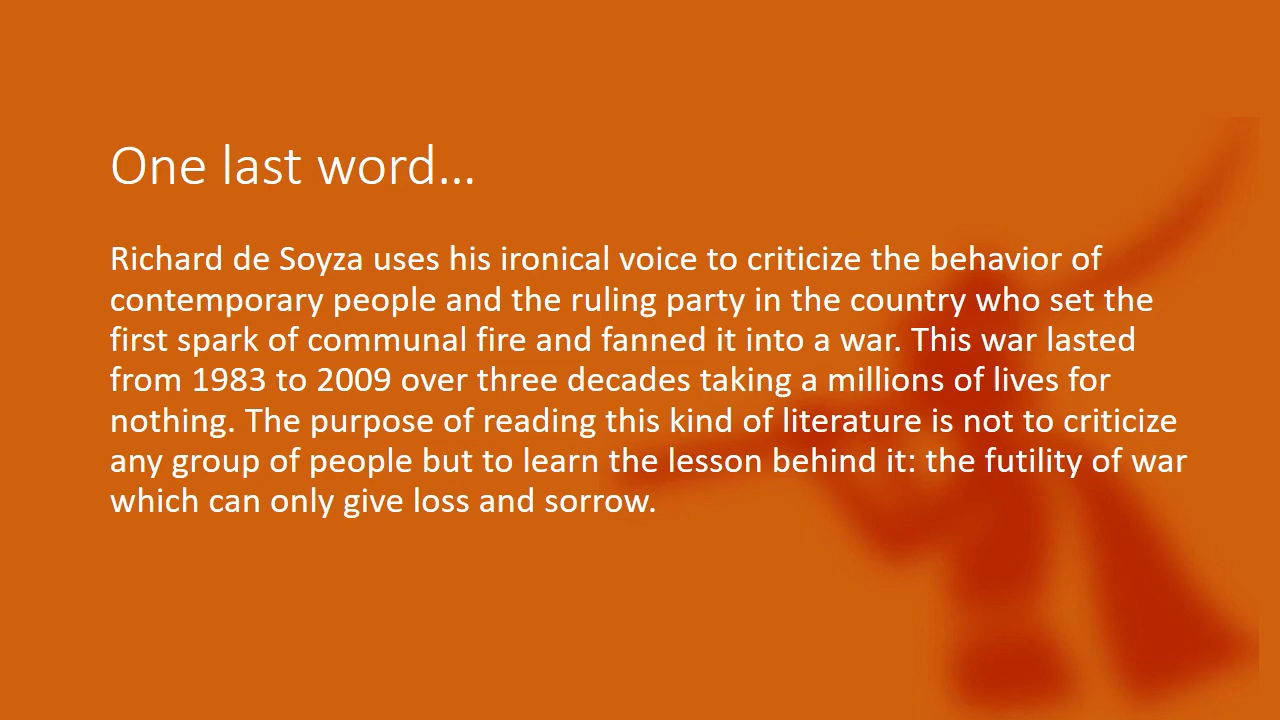 One last word...
Richard de Soyza uses his ironical voice to criticize the behavior of
contemporary people and the ruling party in the country who set the
first spark of communal fire and fanned it into a war. This war lasted
from 1983 to 2009 over three decades taking a millions of lives for
nothing. The purpose of reading this kind of literature is not to criticize
any group of people but to learn the lesson behind it: the futility of war
which can only give loss and sorrow.